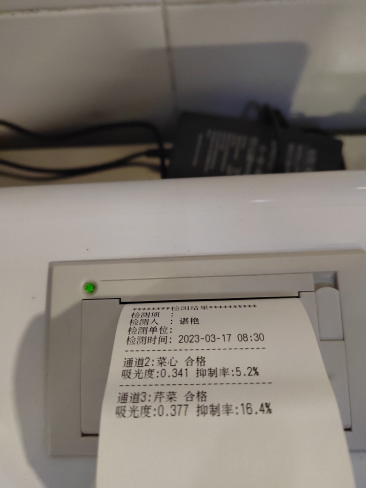 ********检测结果**********
检测项 :
检测人 : 谌艳
检测单位:
检测时间: 2023-03-17 08:30
--------------------------------
通道2:菜心 合格
吸光度:0.341 抑制率:5.2%
--------------------------------
通道3:芹菜 合格
吸光度:0.377 抑制率:16.4%